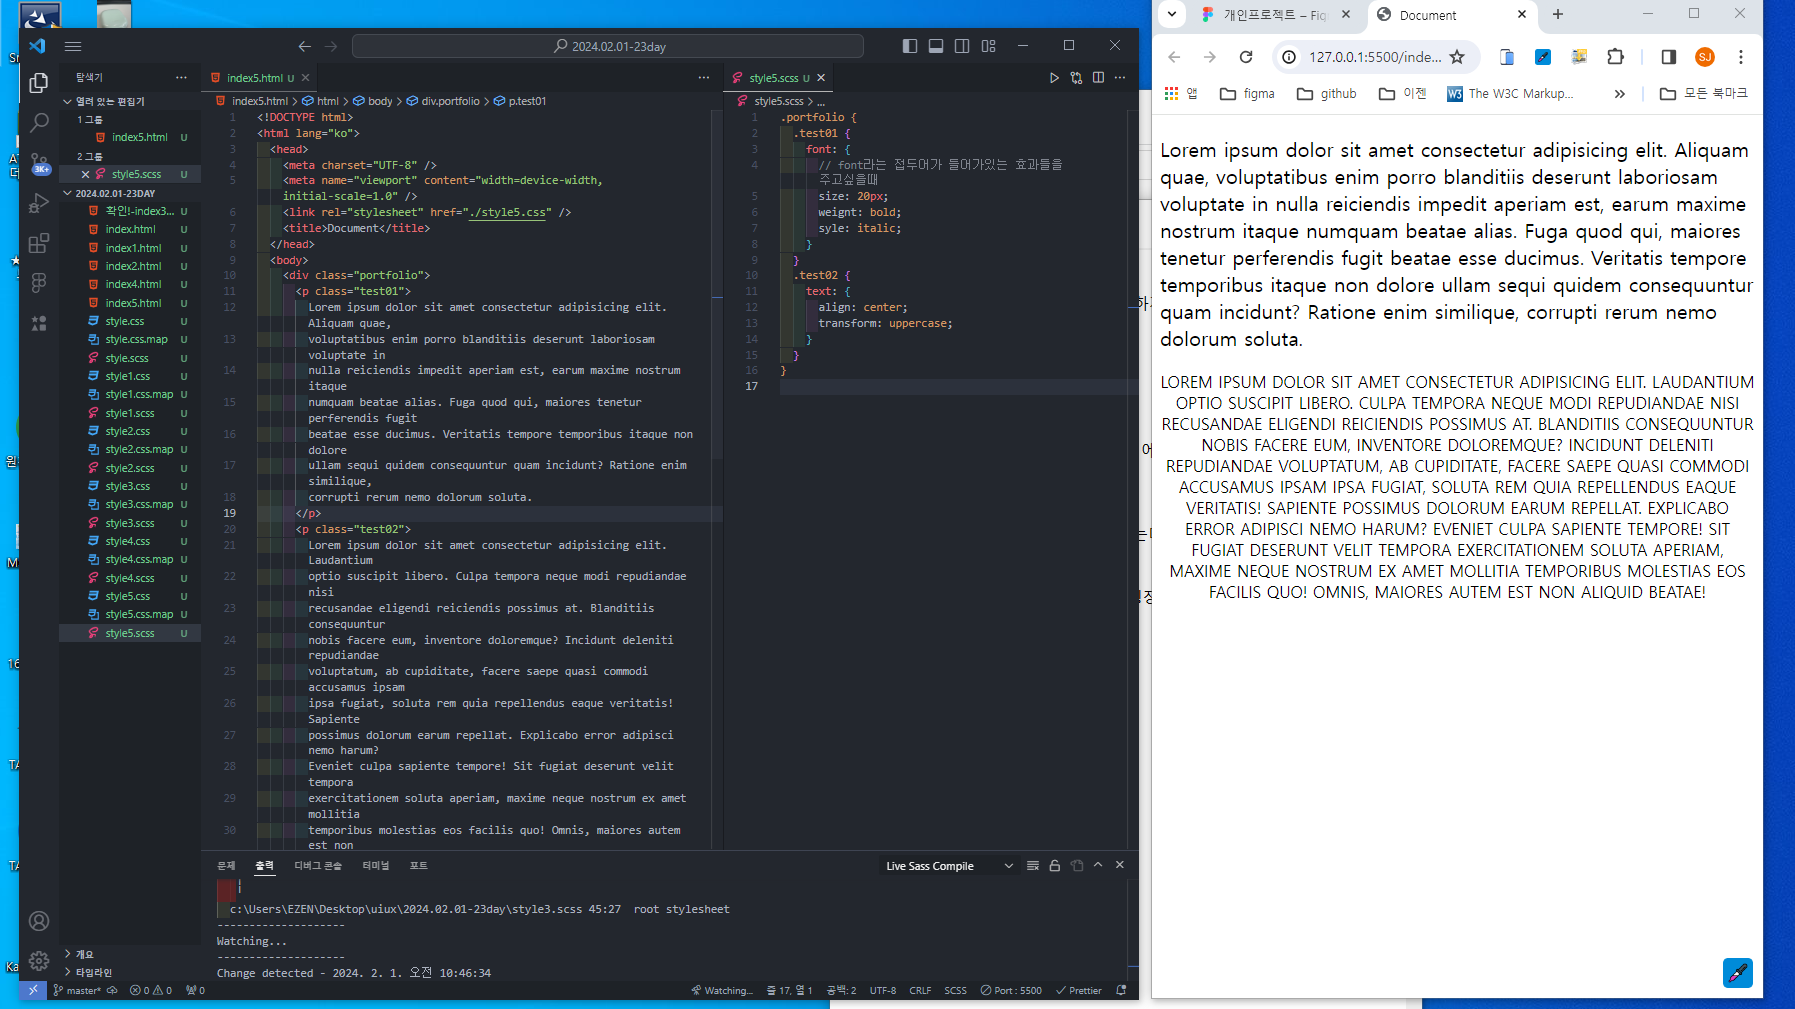 2024.02.01-23day
탐색기
열려 있는 편집기
1 그룹
index5.html U
2 그룹
style5.scss U
2024.02.01-23DAY
확인!-index3... U
index.html U
index1.html U
index2.html U
index4.html U
index5.html U
style.css U
style.css.map U
style.scss U
style1.css U
style1.css.map U
style1.scss U
style2.css U
style2.css.map U
style2.scss U
style3.css U
style3.css.map U
style3.scss U
style4.css U
style4.css.map U
style4.scss U
style5.css U
style5.css.map U
style5.scss U
개요
타임라인
3K+
index5.html U
index5.html > html > body > div.portfolio > p.test01
1 <!DOCTYPE html>
2 <html lang="ko">
3 <head>
4 <meta charset="UTF-8" />
5 <meta name="viewport" content="width=device-width,
initial-scale=1.0" />
6 <link rel="stylesheet" href="./style5.css" />
7 <title>Document</title>
8 </head>
9 <body>
10 <div class="portfolio">
11 <p class="test01">
12 Lorem ipsum dolor sit amet consectetur adipisicing elit.
Aliquam quae,
13 voluptatibus enim porro blanditiis deserunt laboriosam
voluptate in
14 nulla reiciendis impedit aperiam est, earum maxime nostrum
itaque
15 numquam beatae alias. Fuga quod qui, maiores tenetur
perferendis fugit
16 beatae esse ducimus. Veritatis tempore temporibus itaque non
dolore
17 ullam sequi quidem consequuntur quam incidunt? Ratione enim
similique,
18 corrupti rerum nemo dolorum soluta.
19 </p>
20 <p class="test02">
21 Lorem ipsum dolor sit amet consectetur adipisicing elit.
Laudantium
22 optio suscipit libero. Culpa tempora neque modi repudiandae
nisi
23 recusandae eligendi reiciendis possimus at. Blanditiis
consequuntur
24 nobis facere eum, inventore doloremque? Incidunt deleniti
repudiandae
25 voluptatum, ab cupiditate, facere saepe quasi commodi
accusamus ipsam
26 ipsa fugiat, soluta rem quia repellendus eaque veritatis!
Sapiente
27 possimus dolorum earum repellat. Explicabo error adipisci
nemo harum?
28 Eveniet culpa sapiente tempore! Sit fugiat deserunt velit
tempora
29 exercitationem soluta aperiam, maxime neque nostrum ex amet
mollitia
30 temporibus molestias eos facilis quo! Omnis, maiores autem
est non
style5.scss U
style5.scss > ...
1 .portfolio {
2 .test01 {
3 font: {
4 // font라는 접두어가 들어가있는 효과들을
주고싶을때
5 size: 20px;
6 weignt: bold;
7 syle: italic;
8 }
9 }
10 .test02 {
11 text: {
12 align: center;
13 transform: uppercase;
14 }
15 }
16 }
17
문제 출력 디버그 콘솔 터미널 포트
Live Sass Compile
c:\Users\EZEN\Desktop\uiux\2024.02.01-23day\style3.scss 45:27 root stylesheet
--------------------
Watching...
--------------------
Change detected - 2024. 2. 1. 오전 10:46:34
master* 0 0 0 Watching... 줄 17, 열 1 공백: 2 UTF-8 CRLF SCSS Port : 5500 Prettier
개인프로젝트 – Fig
Document
127.0.0.1:5500/inde...
SJ
앱 figma github 이젠 W3 The W3C Markup... » 모든 북마크
Lorem ipsum dolor sit amet consectetur adipisicing elit. Aliquam
quae, voluptatibus enim porro blanditiis deserunt laboriosam
voluptate in nulla reiciendis impedit aperiam est, earum maxime
nostrum itaque numquam beatae alias. Fuga quod qui, maiores
tenetur perferendis fugit beatae esse ducimus. Veritatis tempore
temporibus itaque non dolore ullam sequi quidem consequuntur
quam incidunt? Ratione enim similique, corrupti rerum nemo
dolorum soluta.
LOREM IPSUM DOLOR SIT AMET CONSECTETUR ADIPISICING ELIT. LAUDANTIUM
OPTIO SUSCIPIT LIBERO. CULPA TEMPORA NEQUE MODI REPUDIANDAE NISI
RECUSANDAE ELIGENDI REICIENDIS POSSIMUS AT. BLANDITIIS CONSEQUUNTUR
NOBIS FACERE EUM, INVENTORE DOLOREMQUE? INCIDUNT DELENITI
REPUDIANDAE VOLUPTATUM, AB CUPIDITATE, FACERE SAEPE QUASI COMMODI
ACCUSAMUS IPSAM IPSA FUGIAT, SOLUTA REM QUIA REPELLENDUS EAQUE
VERITATIS! SAPIENTE POSSIMUS DOLORUM EARUM REPELLAT. EXPLICABO
ERROR ADIPISCI NEMO HARUM? EVENIET CULPA SAPIENTE TEMPORE! SIT
FUGIAT DESERUNT VELIT TEMPORA EXERCITATIONEM SOLUTA APERIAM,
MAXIME NEQUE NOSTRUM EX AMET MOLLITIA TEMPORIBUS MOLESTIAS EOS
FACILIS QUO! OMNIS, MAIORES AUTEM EST NON ALIQUID BEATAE!